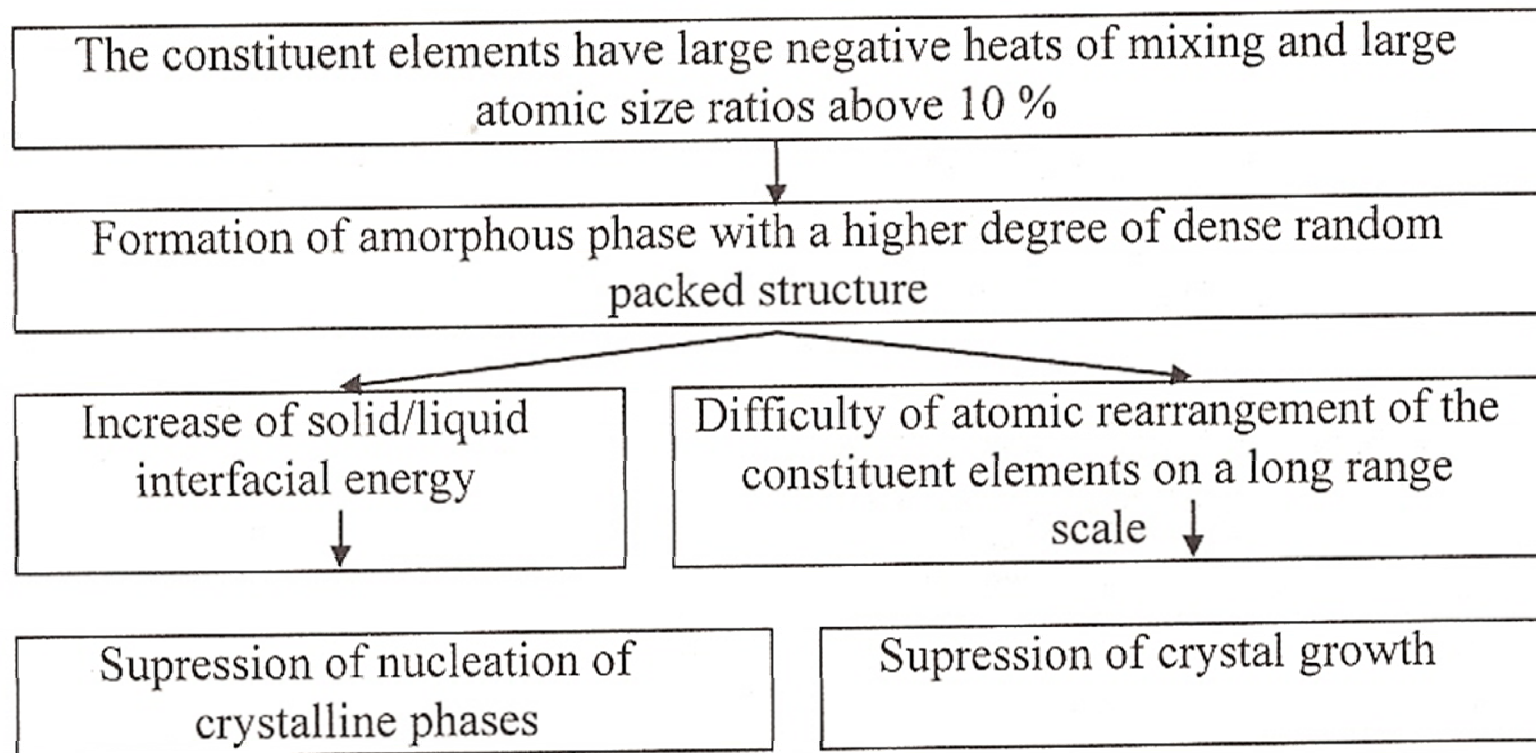 The constituent elements have large negative heats of mixing and large
atomic size ratios above 10 %
Formation of amorphous phase with a higher degree of dense random
packed structure
Increase of solid/liquid
interfacial energy
Difficulty of atomic rearrangement of the
constituent elements on a long range
scale
Supression of nucleation of
crystalline phases
Supression of crystal growth